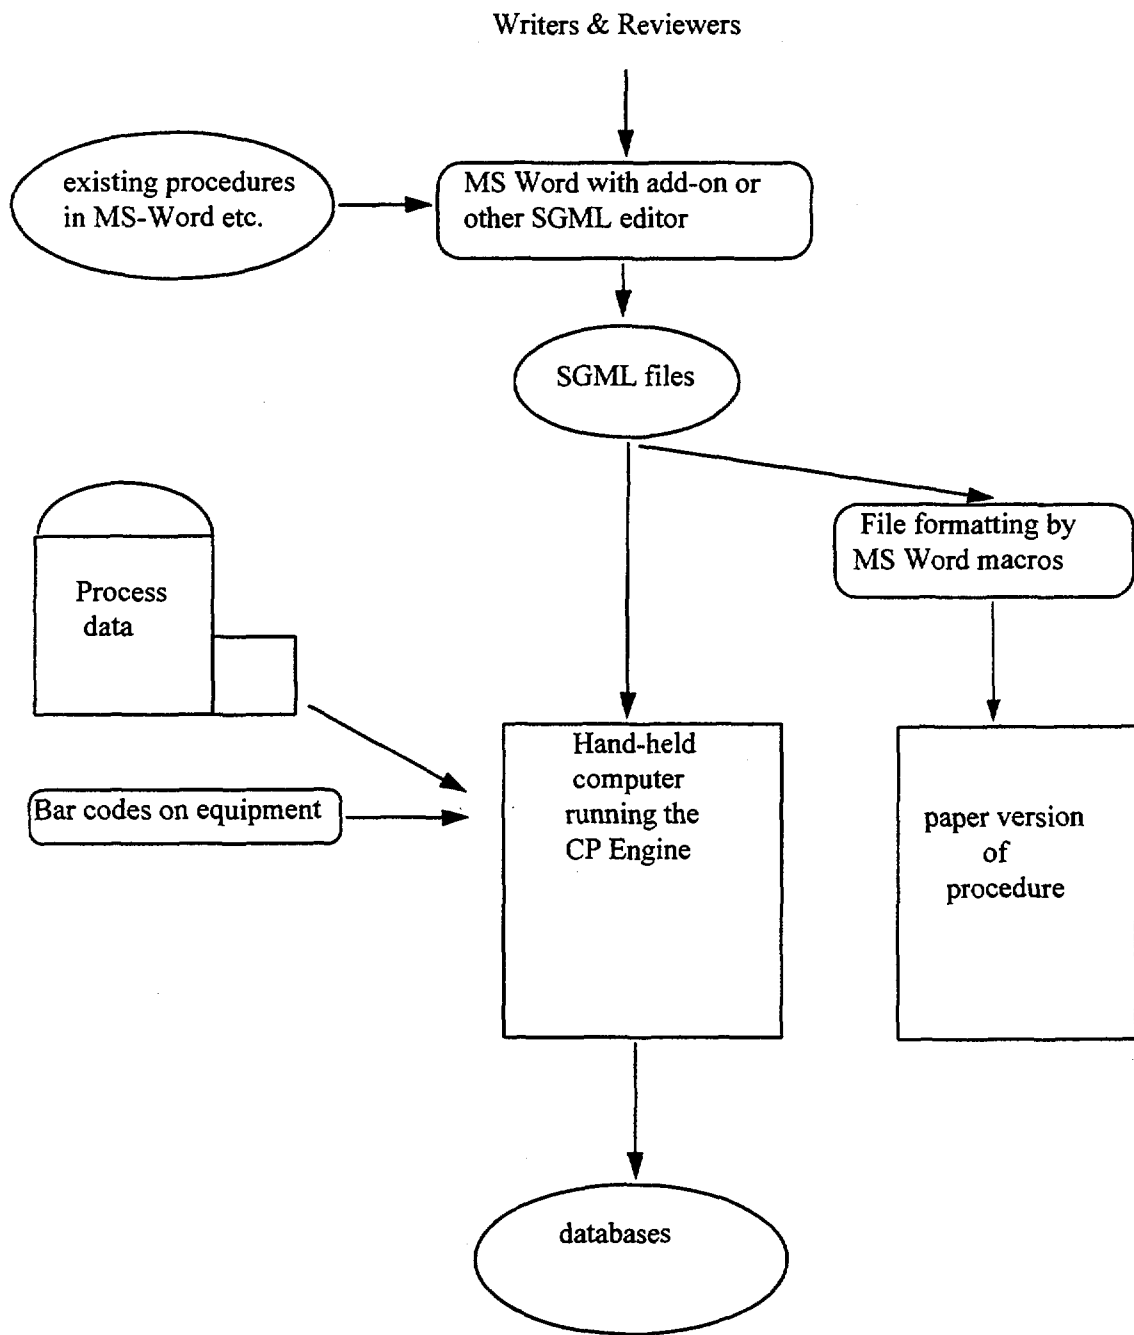 Writers & Reviewers
existing procedures
in MS-Word etc.
MS Word with add-on or
other SGML editor
SGML files
File formatting by
MS Word macros
Process
data
Hand-held
computer
running the
CP Engine
Bar codes on equipment
paper version
of
procedure
databases